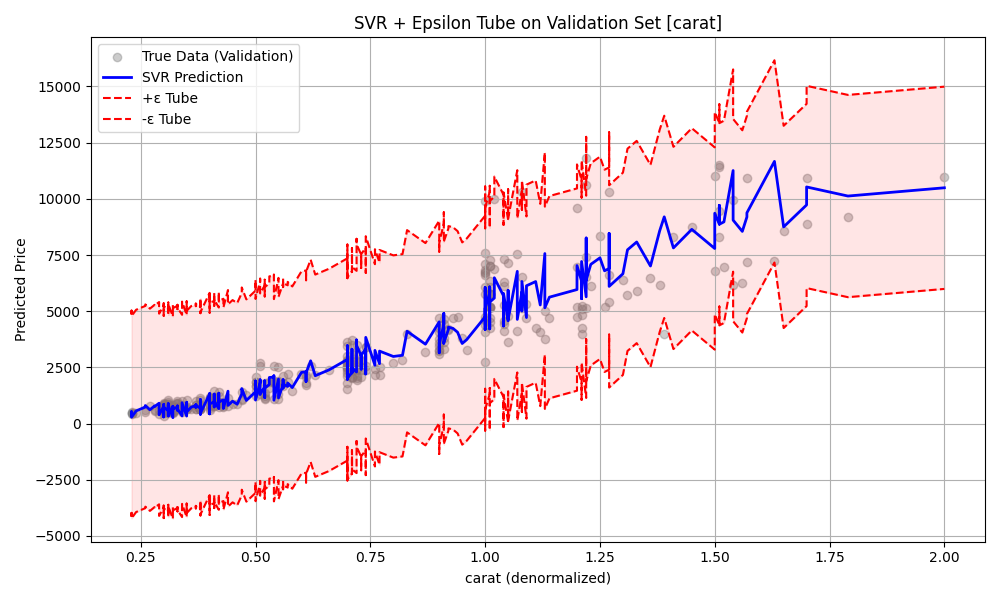 SVR + Epsilon Tube on Validation Set [carat]
True Data (Validation)
SVR Prediction
+ε Tube
-ε Tube
Predicted Price
15000
12500
10000
7500
5000
2500
0
−2500
−5000
0.25 0.50 0.75 1.00 1.25 1.50 1.75 2.00
carat (denormalized)